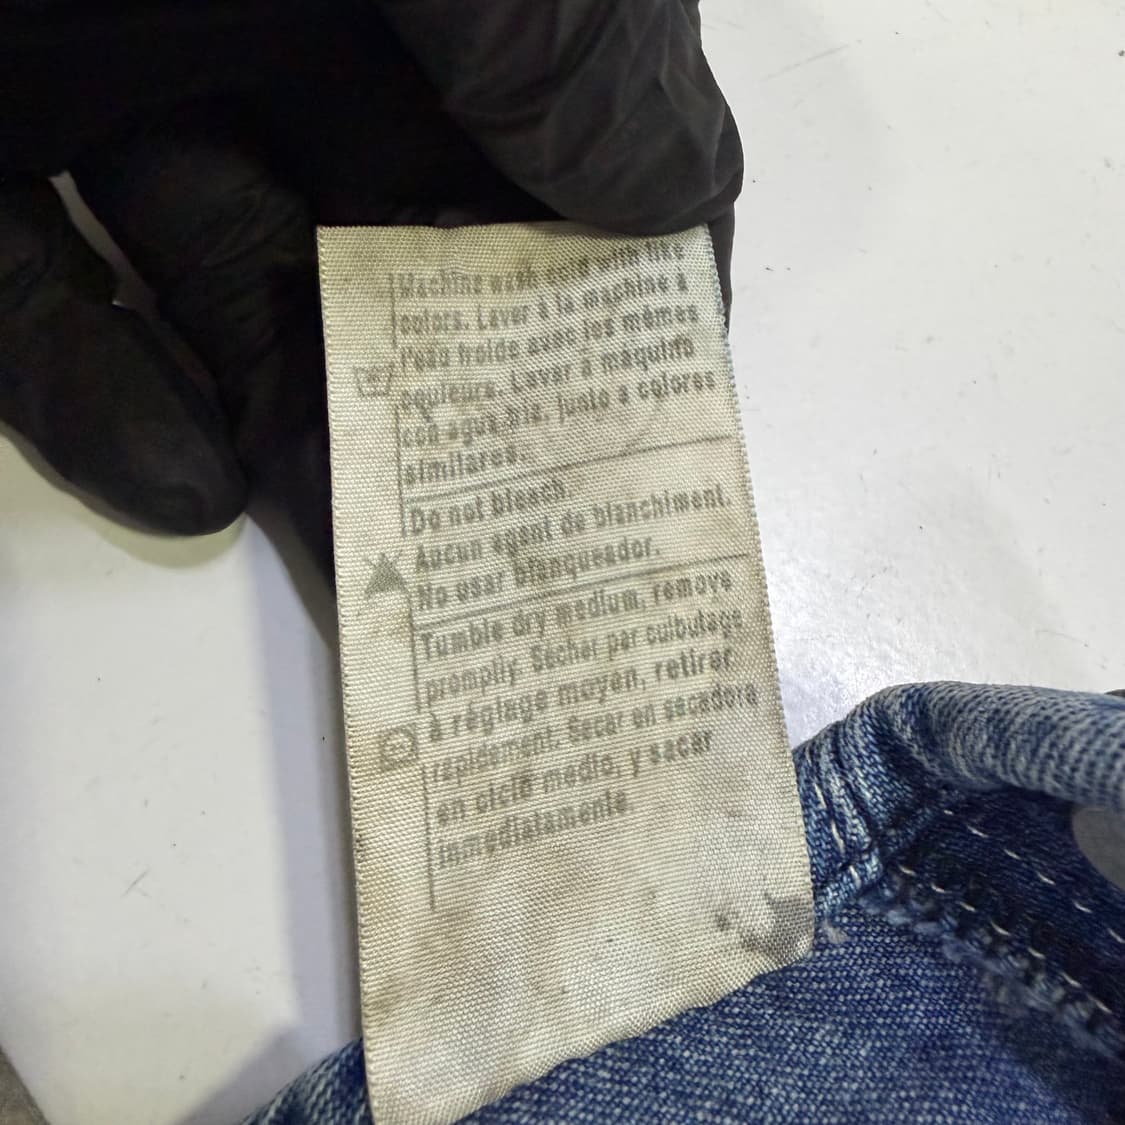 Machine wash cold with like
colors. Laver à la machine à
l'eau froide avec les mêmes
couleurs. Lavar a maquina
con agua fria, junto a colores
similares.
Do not bleach.
Aucun agent de blanchiment.
No usar blanqueador.
Tumble dry medium, remove
promptly. Sécher par culbutage
à réglage moyen, retirer
rapidement. Secar en secadora
en ciclo medio, y sacar
inmediatamente.